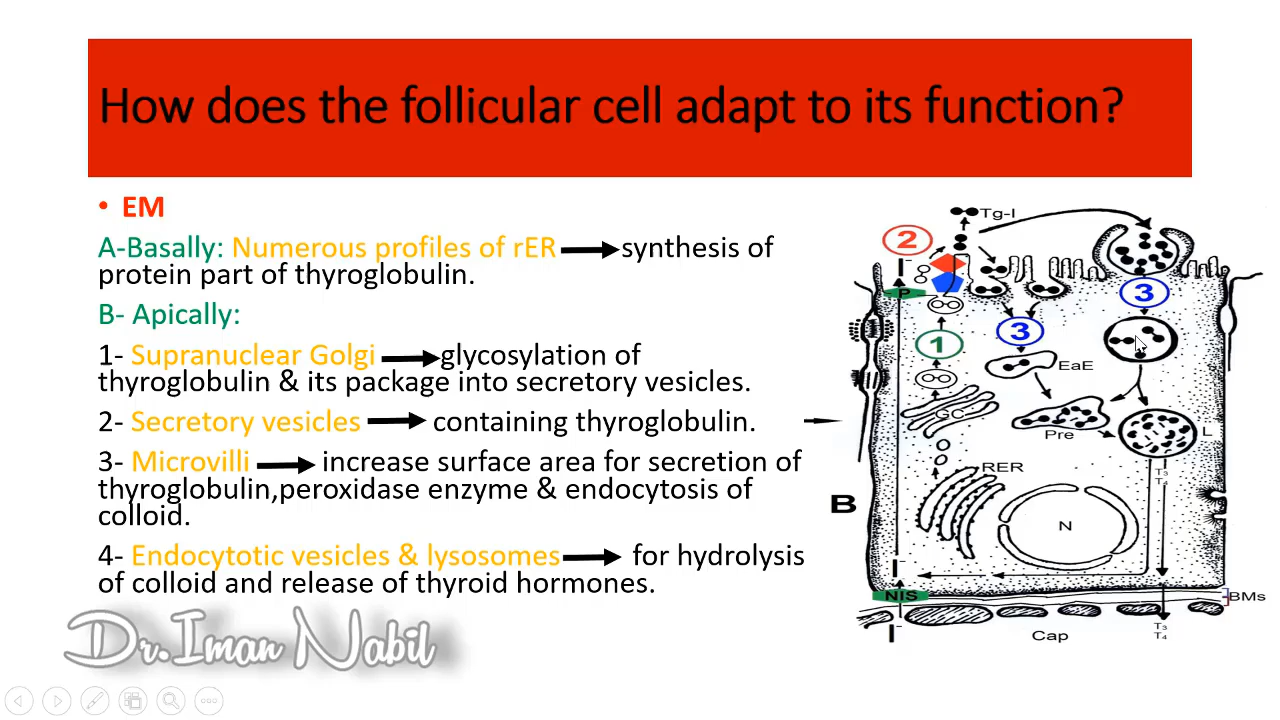 How does the follicular cell adapt to its function?
• EM
A-Basally: Numerous profiles of rER synthesis of
protein part of thyroglobulin.
B- Apically:
1- Supranuclear Golgi glycosylation of
thyroglobulin & its package into secretory vesicles.
2- Secretory vesicles containing thyroglobulin.
3- Microvilli increase surface area for secretion of
thyroglobulin,peroxidase enzyme & endocytosis of
colloid.
4- Endocytotic vesicles & lysosomes for hydrolysis
of colloid and release of thyroid hormones.
Dr.Iman Nabil
Tg-I
2
I⁻
P
3
1
3
EaE
GC
Pre
L
RER
T₃
T₄
B
N
I
NIS
BMs
I⁻
Cap
T₃
T₄